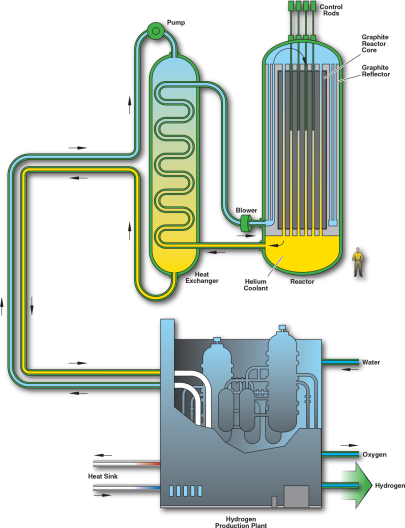 Pump
Control
Rods
Graphite
Reactor
Core
Graphite
Reflector
Blower
Heat
Exchanger
Helium
Coolant
Reactor
Water
Oxygen
Heat Sink
Hydrogen
Hydrogen
Production Plant